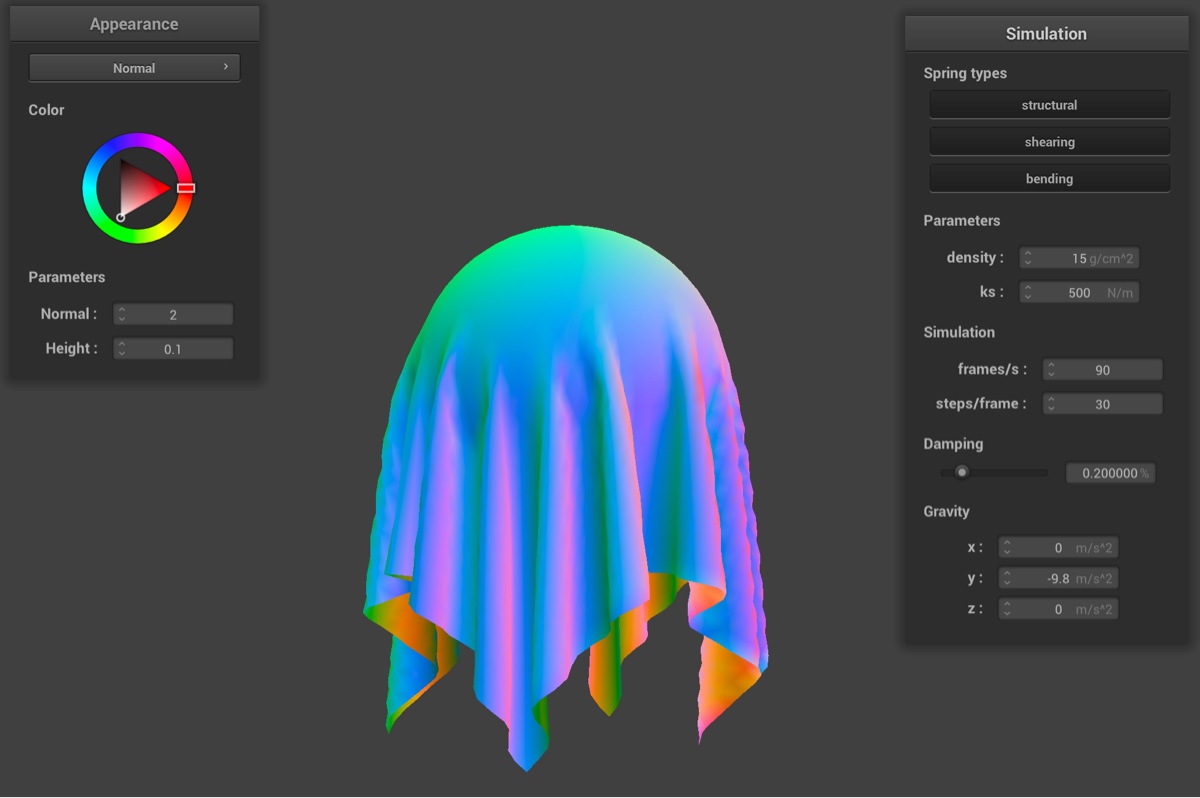 Appearance
Normal
Color
Parameters
Normal : 2
Height : 0.1
Simulation
Spring types
structural
shearing
bending
Parameters
density : 15 g/cm^2
ks : 500 N/m
Simulation
frames/s : 90
steps/frame : 30
Damping
0.200000 %
Gravity
x : 0 m/s^2
y : -9.8 m/s^2
z : 0 m/s^2